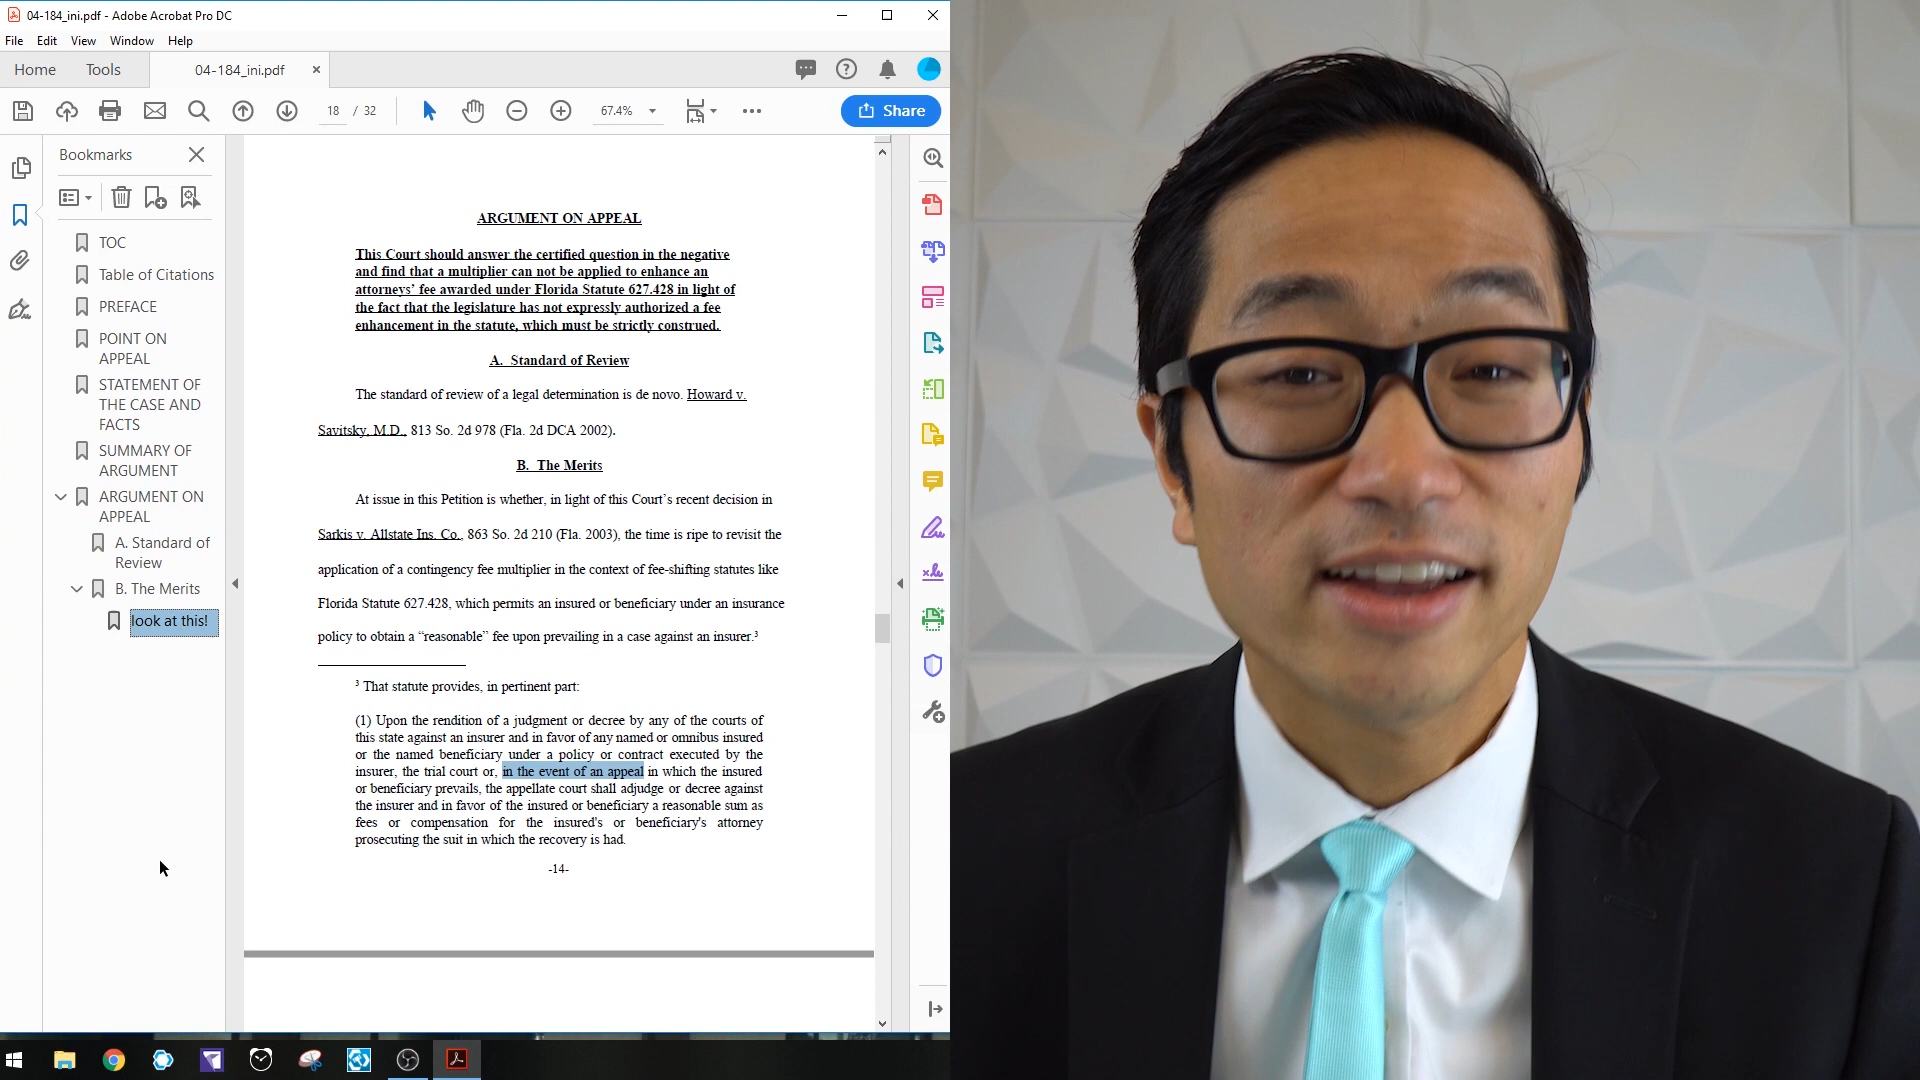 04-184_ini.pdf - Adobe Acrobat Pro DC
File Edit View Window Help
Home Tools 04-184_ini.pdf
18 / 32 67.4% Share
Bookmarks
TOC
Table of Citations
PREFACE
POINT ON
APPEAL
STATEMENT OF
THE CASE AND
FACTS
SUMMARY OF
ARGUMENT
ARGUMENT ON
APPEAL
A. Standard of
Review
B. The Merits
look at this!
ARGUMENT ON APPEAL
This Court should answer the certified question in the negative
and find that a multiplier can not be applied to enhance an
attorneys’ fee awarded under Florida Statute 627.428 in light of
the fact that the legislature has not expressly authorized a fee
enhancement in the statute, which must be strictly construed.
A. Standard of Review
The standard of review of a legal determination is de novo. Howard v.
Savitsky, M.D., 813 So. 2d 978 (Fla. 2d DCA 2002).
B. The Merits
At issue in this Petition is whether, in light of this Court’s recent decision in
Sarkis v. Allstate Ins. Co., 863 So. 2d 210 (Fla. 2003), the time is ripe to revisit the
application of a contingency fee multiplier in the context of fee-shifting statutes like
Florida Statute 627.428, which permits an insured or beneficiary under an insurance
policy to obtain a “reasonable” fee upon prevailing in a case against an insurer.³
³ That statute provides, in pertinent part:
(1) Upon the rendition of a judgment or decree by any of the courts of
this state against an insurer and in favor of any named or omnibus insured
or the named beneficiary under a policy or contract executed by the
insurer, the trial court or, in the event of an appeal in which the insured
or beneficiary prevails, the appellate court shall adjudge or decree against
the insurer and in favor of the insured or beneficiary a reasonable sum as
fees or compensation for the insured's or beneficiary's attorney
prosecuting the suit in which the recovery is had.
-14-